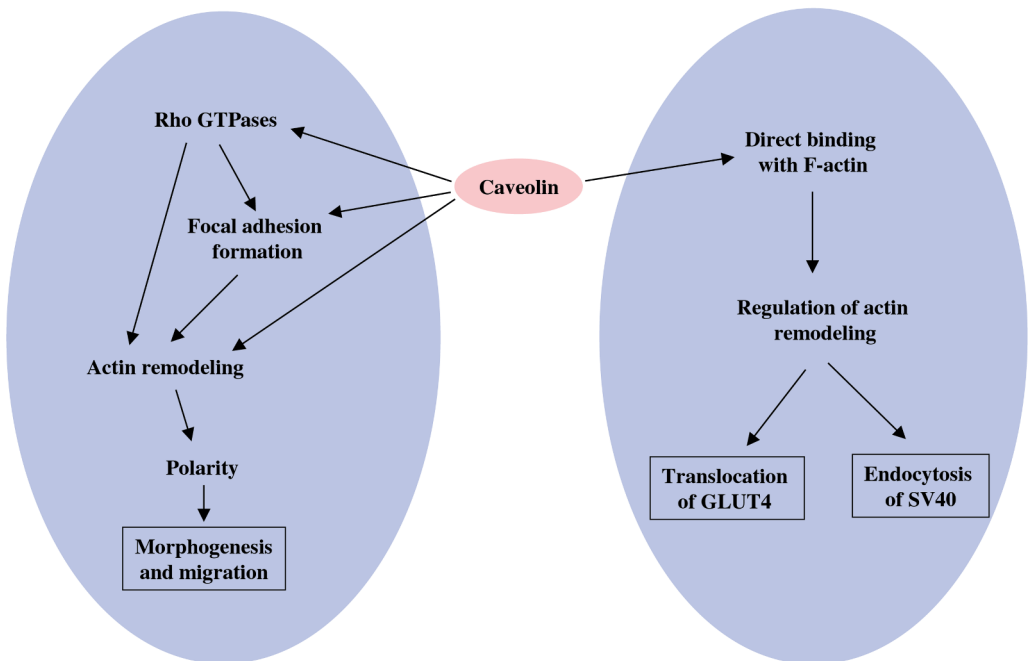 Rho GTPases
Focal adhesion
formation
Actin remodeling
Polarity
Morphogenesis
and migration
Caveolin
Direct binding
with F-actin
Regulation of actin
remodeling
Translocation
of GLUT4
Endocytosis
of SV40